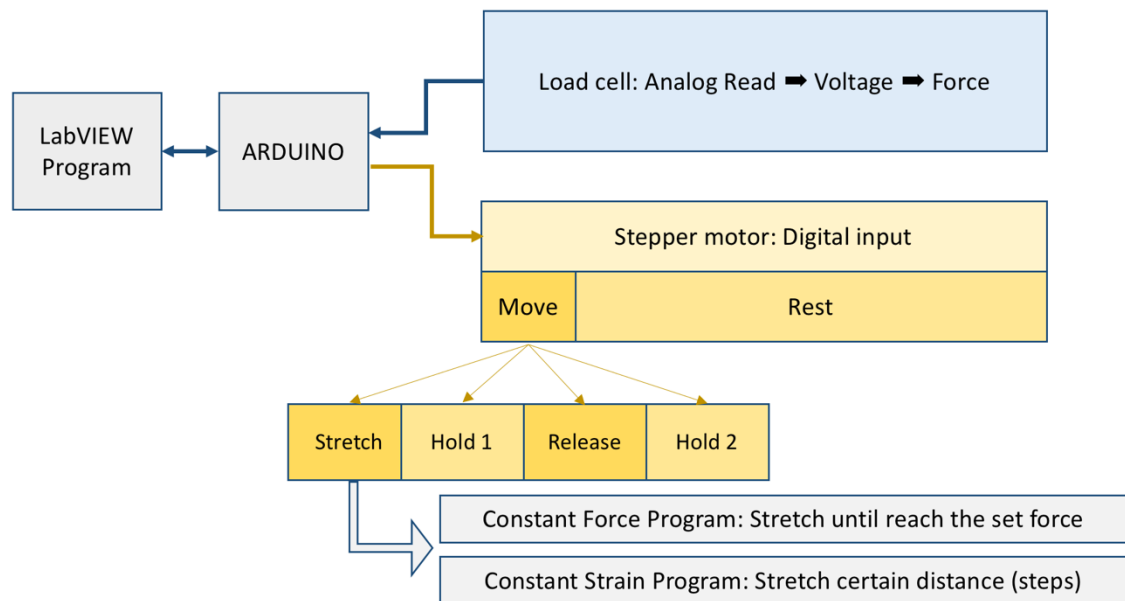 Load cell: Analog Read ➡ Voltage ➡ Force
LabVIEW
Program
ARDUINO
Stepper motor: Digital input
Move
Rest
Stretch
Hold 1
Release
Hold 2
Constant Force Program: Stretch until reach the set force
Constant Strain Program: Stretch certain distance (steps)